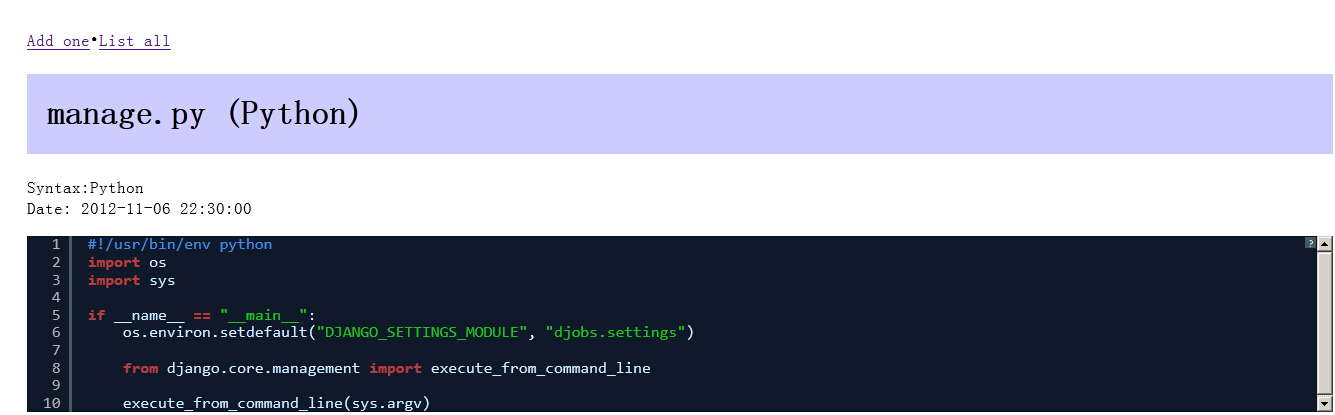 Add one•List all
manage.py (Python)
Syntax:Python
Date: 2012-11-06 22:30:00
?
1 #!/usr/bin/env python
2 import os
3 import sys
4
5 if __name__ == "__main__":
6     os.environ.setdefault("DJANGO_SETTINGS_MODULE", "djobs.settings")
7
8     from django.core.management import execute_from_command_line
9
10     execute_from_command_line(sys.argv)